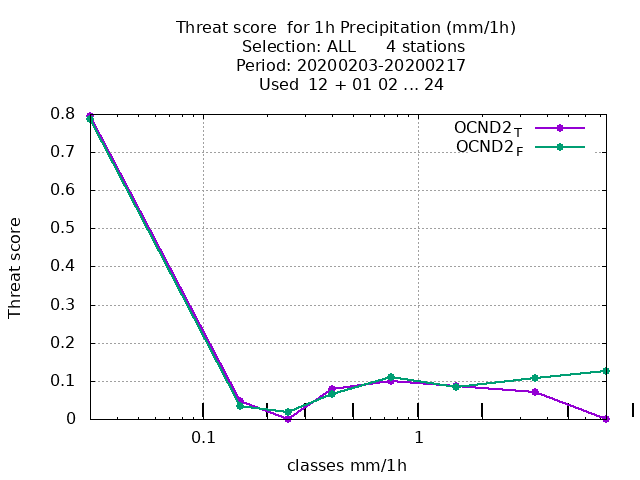 Threat score  for 1h Precipitation (mm/1h)
Selection: ALL      4 stations
Period: 20200203-20200217
Used  12 + 01 02 ... 24
OCND2T
OCND2F
0.8
0.7
0.6
0.5
0.4
0.3
0.2
0.1
0
Threat score
0.1
1
classes mm/1h